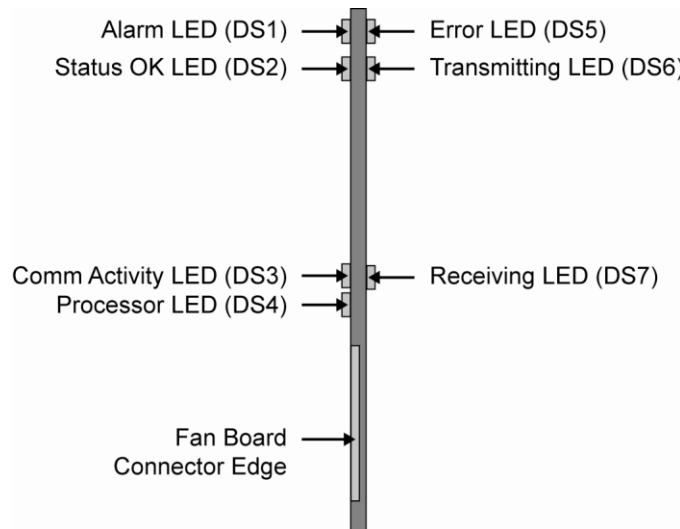 Alarm LED (DS1)
Error LED (DS5)
Status OK LED (DS2)
Transmitting LED (DS6)
Comm Activity LED (DS3)
Receiving LED (DS7)
Processor LED (DS4)
Fan Board
Connector Edge